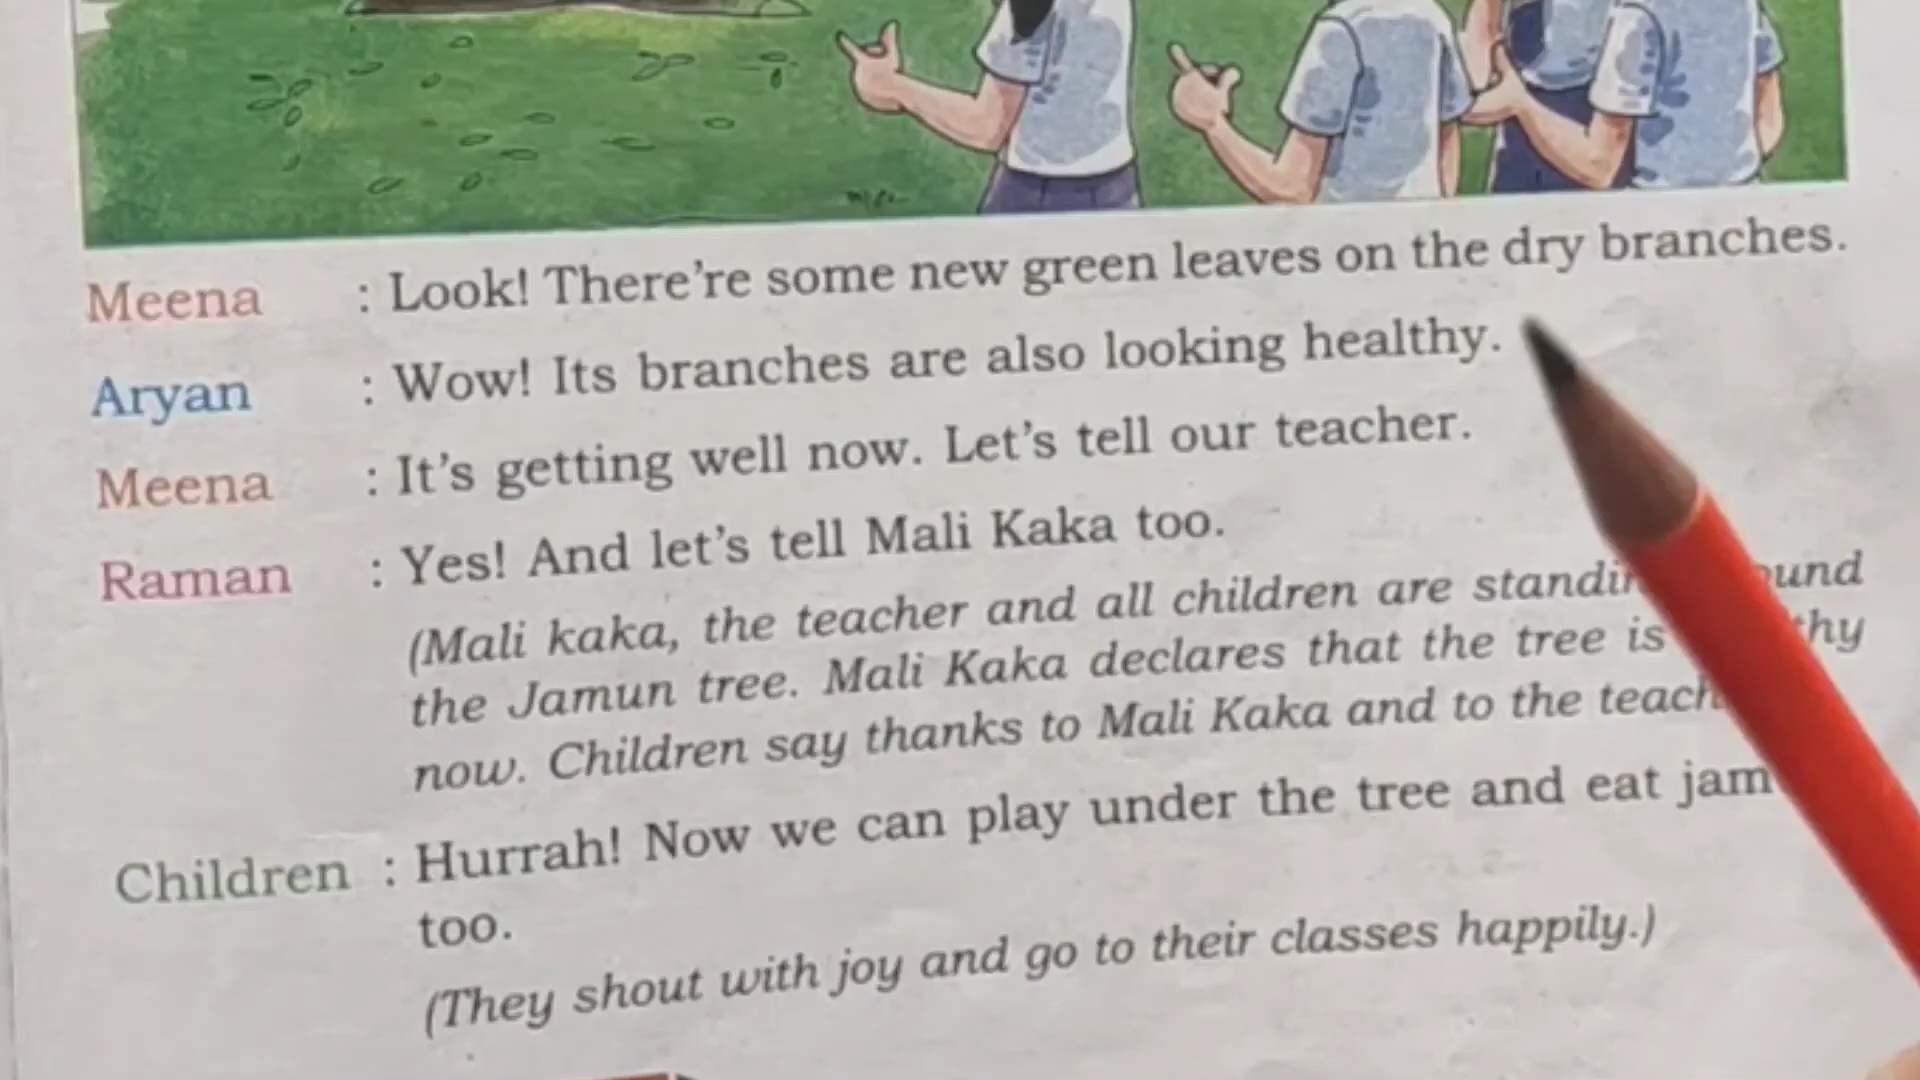 Meena : Look! There're some new green leaves on the dry branches.
Aryan : Wow! Its branches are also looking healthy.
Meena : It's getting well now. Let's tell our teacher.
Raman : Yes! And let's tell Mali Kaka too.
(Mali kaka, the teacher and all children are
the Jamun tree. Mali Kaka declares that the tree is
now. Children say thanks to Mali Kaka and to the
Children : Hurrah! Now we can play under the tree and eat
too.
(They shout with joy and go to their classes happily.)